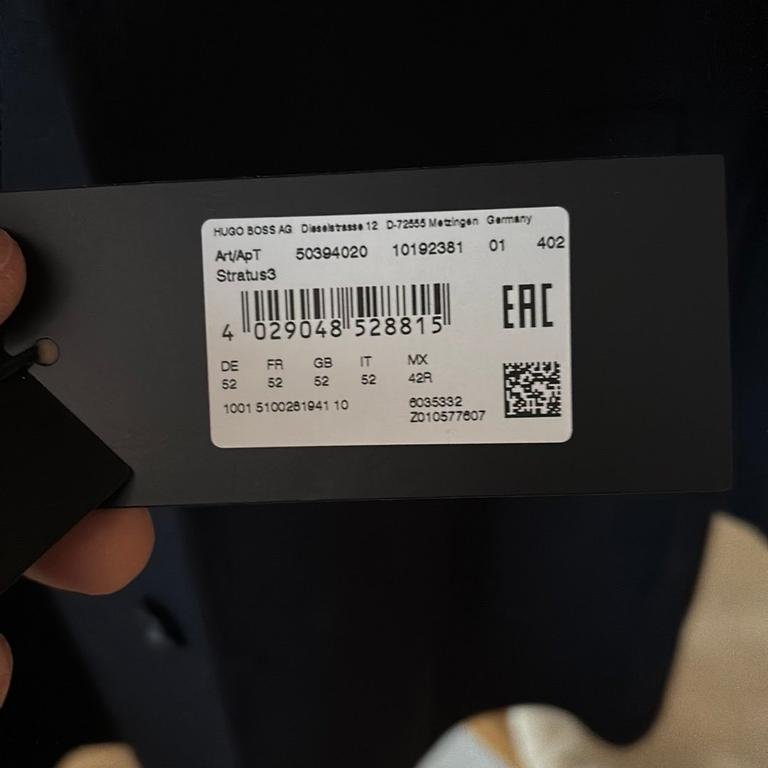 HUGO BOSS AG Dieselstrasse 12 D-72555 Metzingen Germany
Art/ApT 50394020 10192381 01 402
Stratus3
4 029048 528815
EAC
DE FR GB IT MX
52 52 52 52 42R
1001 5100281941 10 6035332
Z010577607